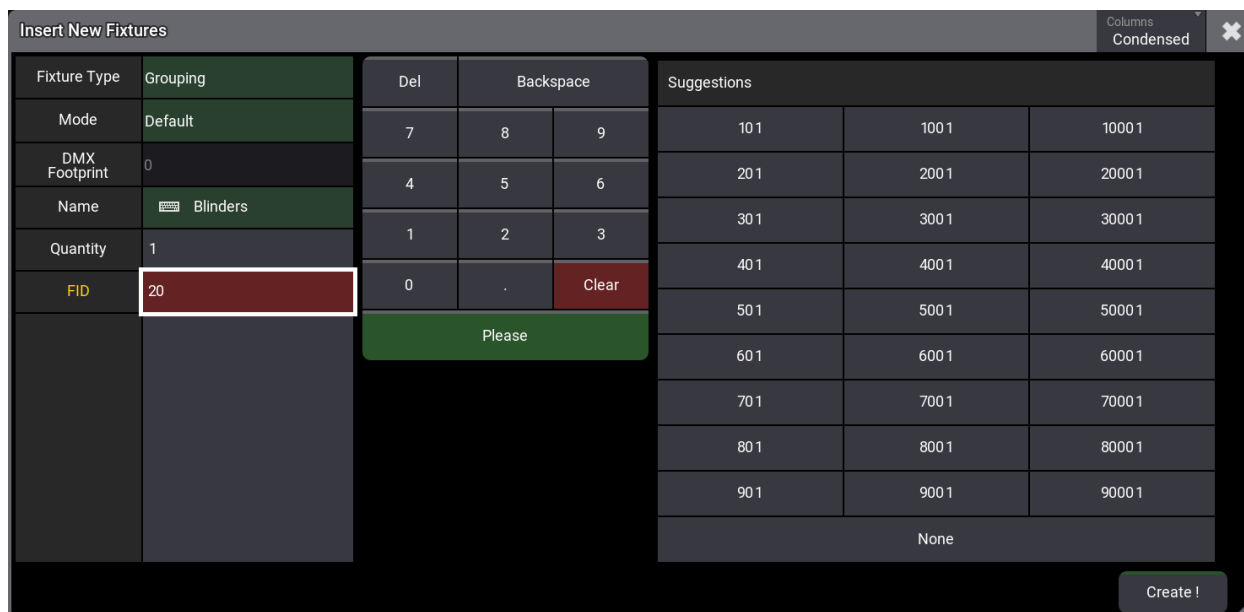 Insert New Fixtures
Columns
Condensed
Fixture Type Grouping
Mode Default
DMX
Footprint 0
Name Blinders
Quantity 1
FID 20
Del Backspace
7 8 9
4 5 6
1 2 3
0 . Clear
Please
Suggestions
101 1001 10001
201 2001 20001
301 3001 30001
401 4001 40001
501 5001 50001
601 6001 60001
701 7001 70001
801 8001 80001
901 9001 90001
None
Create !